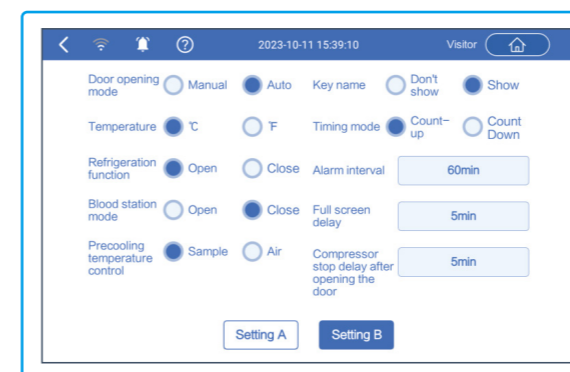 2023-10-11 15:39:10 Visitor
Door opening mode Manual Auto Key name Don't show Show
Temperature ℃ ℉ Timing mode Count-up Count Down
Refrigeration function Open Close Alarm interval 60min
Blood station mode Open Close Full screen delay 5min
Precooling temperature control Sample Air Compressor stop delay after opening the door 5min
Setting A Setting B